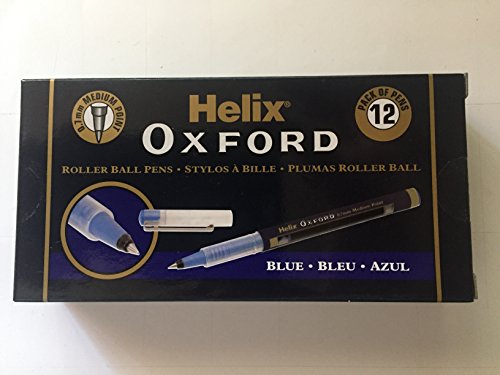 0.7mm MEDIUM POINT
Helix®
OXFORD
PACK OF PENS
12
ROLLER BALL PENS • STYLOS À BILLE • PLUMAS ROLLER BALL
Helix OXFORD 0.7mm Medium Point
BLUE • BLEU • AZUL